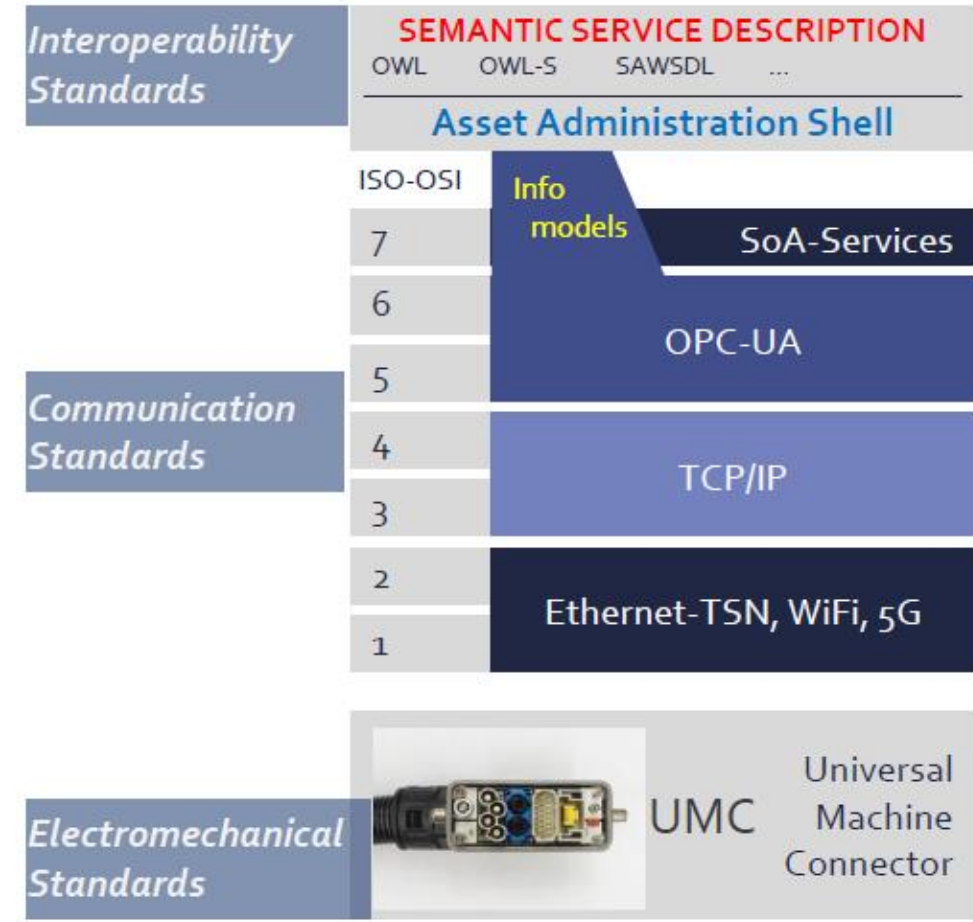 Interoperability
Standards
SEMANTIC SERVICE DESCRIPTION
OWL OWL-S SAWSDL ...
Asset Administration Shell
ISO-OSI
Info
models
7
SoA-Services
6
OPC-UA
5
Communication
Standards
4
TCP/IP
3
2
Ethernet-TSN, WiFi, 5G
1
UMC
Universal
Machine
Connector
Electromechanical
Standards